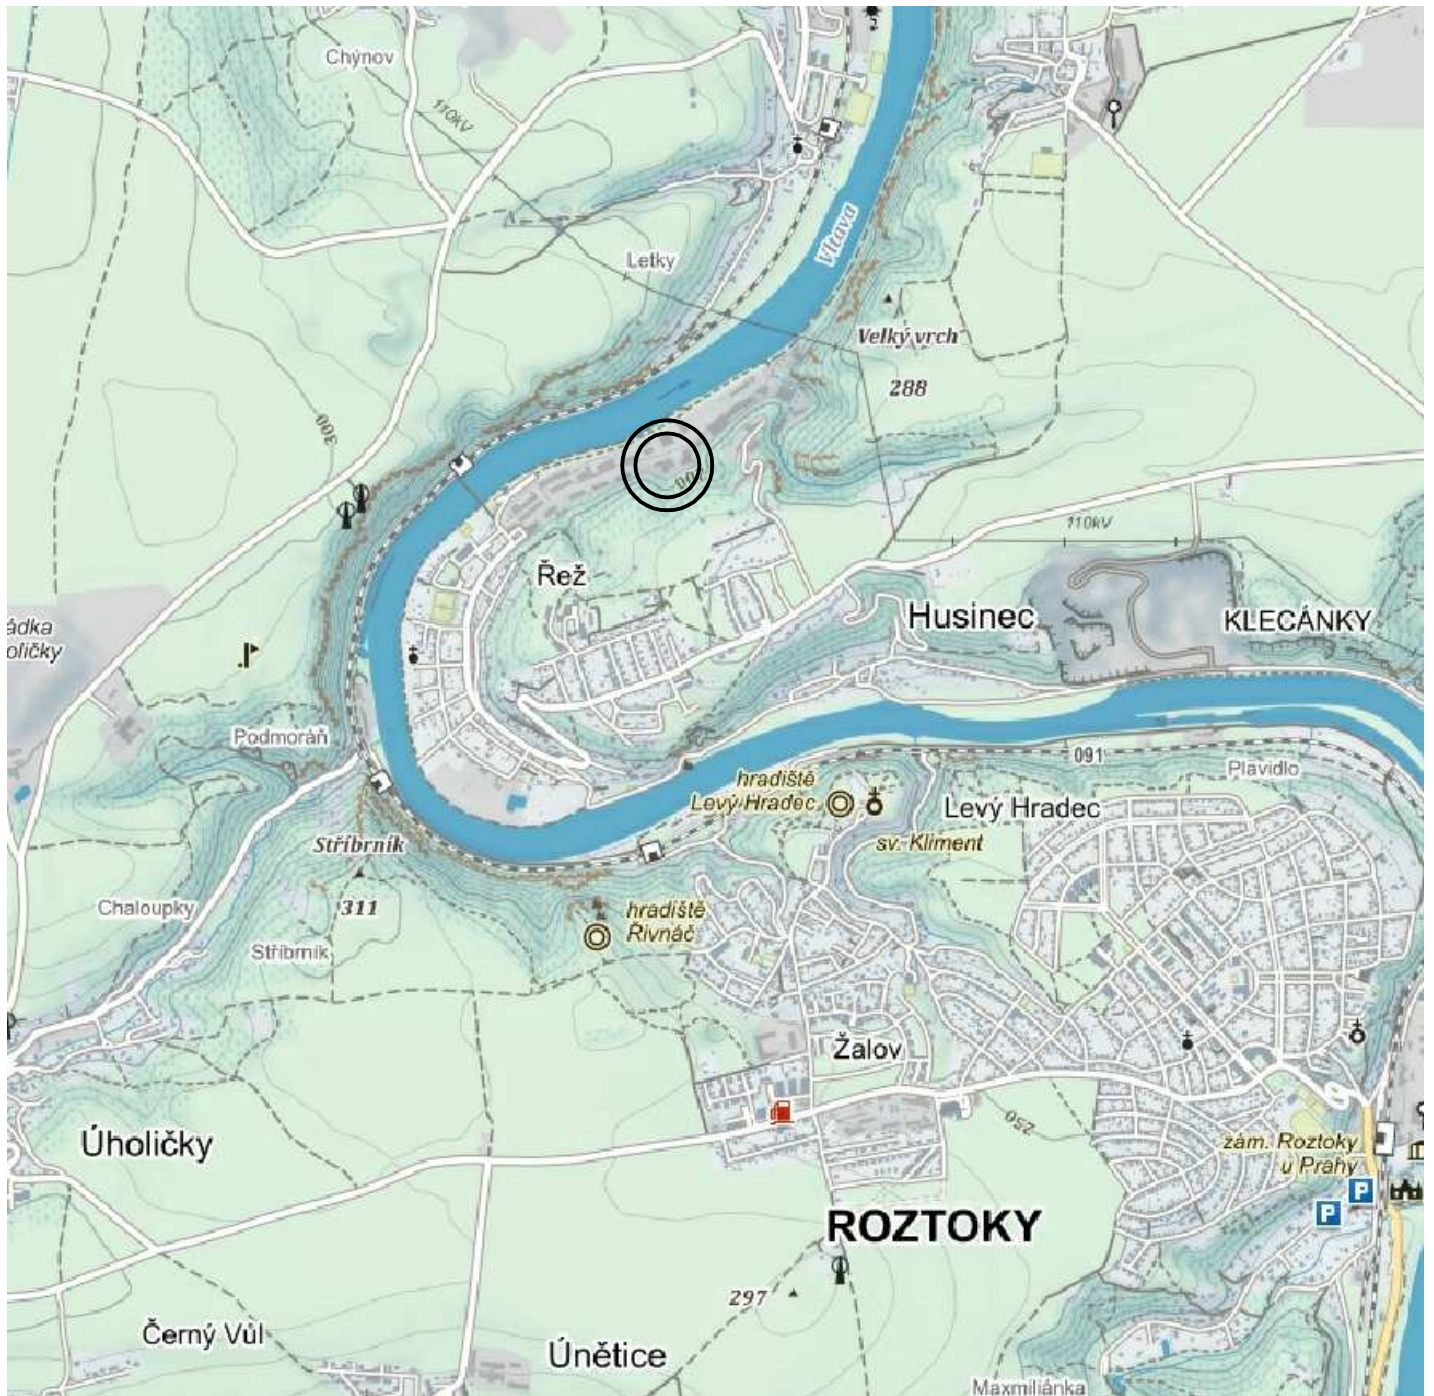 Chýnov
110kV
Letky
Vltava
Velký vrch
288
300
110kV
Řež
Husinec
KLECÁNKY
ádka
oličky
Podmoráň
091
Plavidlo
hradiště
Levý Hradec
Levý Hradec
sv. Kliment
Stříbrník
311
Chaloupky
hradiště
Řivnáč
Stříbrník
Žalov
250
Úholičky
zám. Roztoky
u Prahy
P
P
ROZTOKY
297
Černý Vůl
Únětice
Maxmiliánka